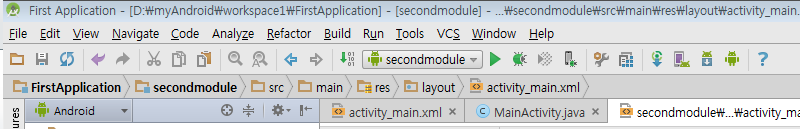 First Application - [D:₩myAndroid₩workspace1₩FirstApplication] - [secondmodule] - ...₩secondmodule₩src₩main₩res₩layout₩activity_main.
File Edit View Navigate Code Analyze Refactor Build Run Tools VCS Window Help
secondmodule
FirstApplication secondmodule src main res layout activity_main.xml
Android activity_main.xml MainActivity.java secondmodule₩...₩activity_ma
ures